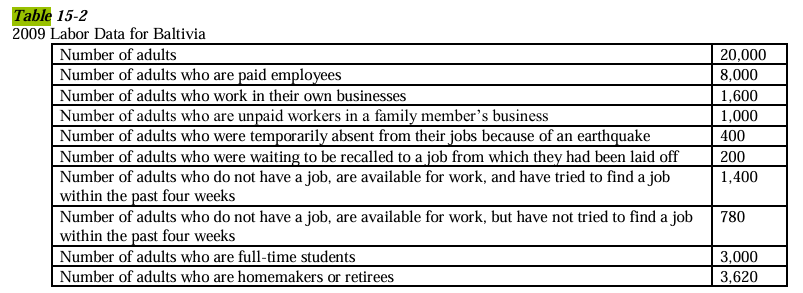 Table 15-2
2009 Labor Data for Baltivia
Number of adults 20,000
Number of adults who are paid employees 8,000
Number of adults who work in their own businesses 1,600
Number of adults who are unpaid workers in a family member's business 1,000
Number of adults who were temporarily absent from their jobs because of an earthquake 400
Number of adults who were waiting to be recalled to a job from which they had been laid off 200
Number of adults who do not have a job, are available for work, and have tried to find a job 1,400
within the past four weeks
Number of adults who do not have a job, are available for work, but have not tried to find a job 780
within the past four weeks
Number of adults who are full-time students 3,000
Number of adults who are homemakers or retirees 3,620